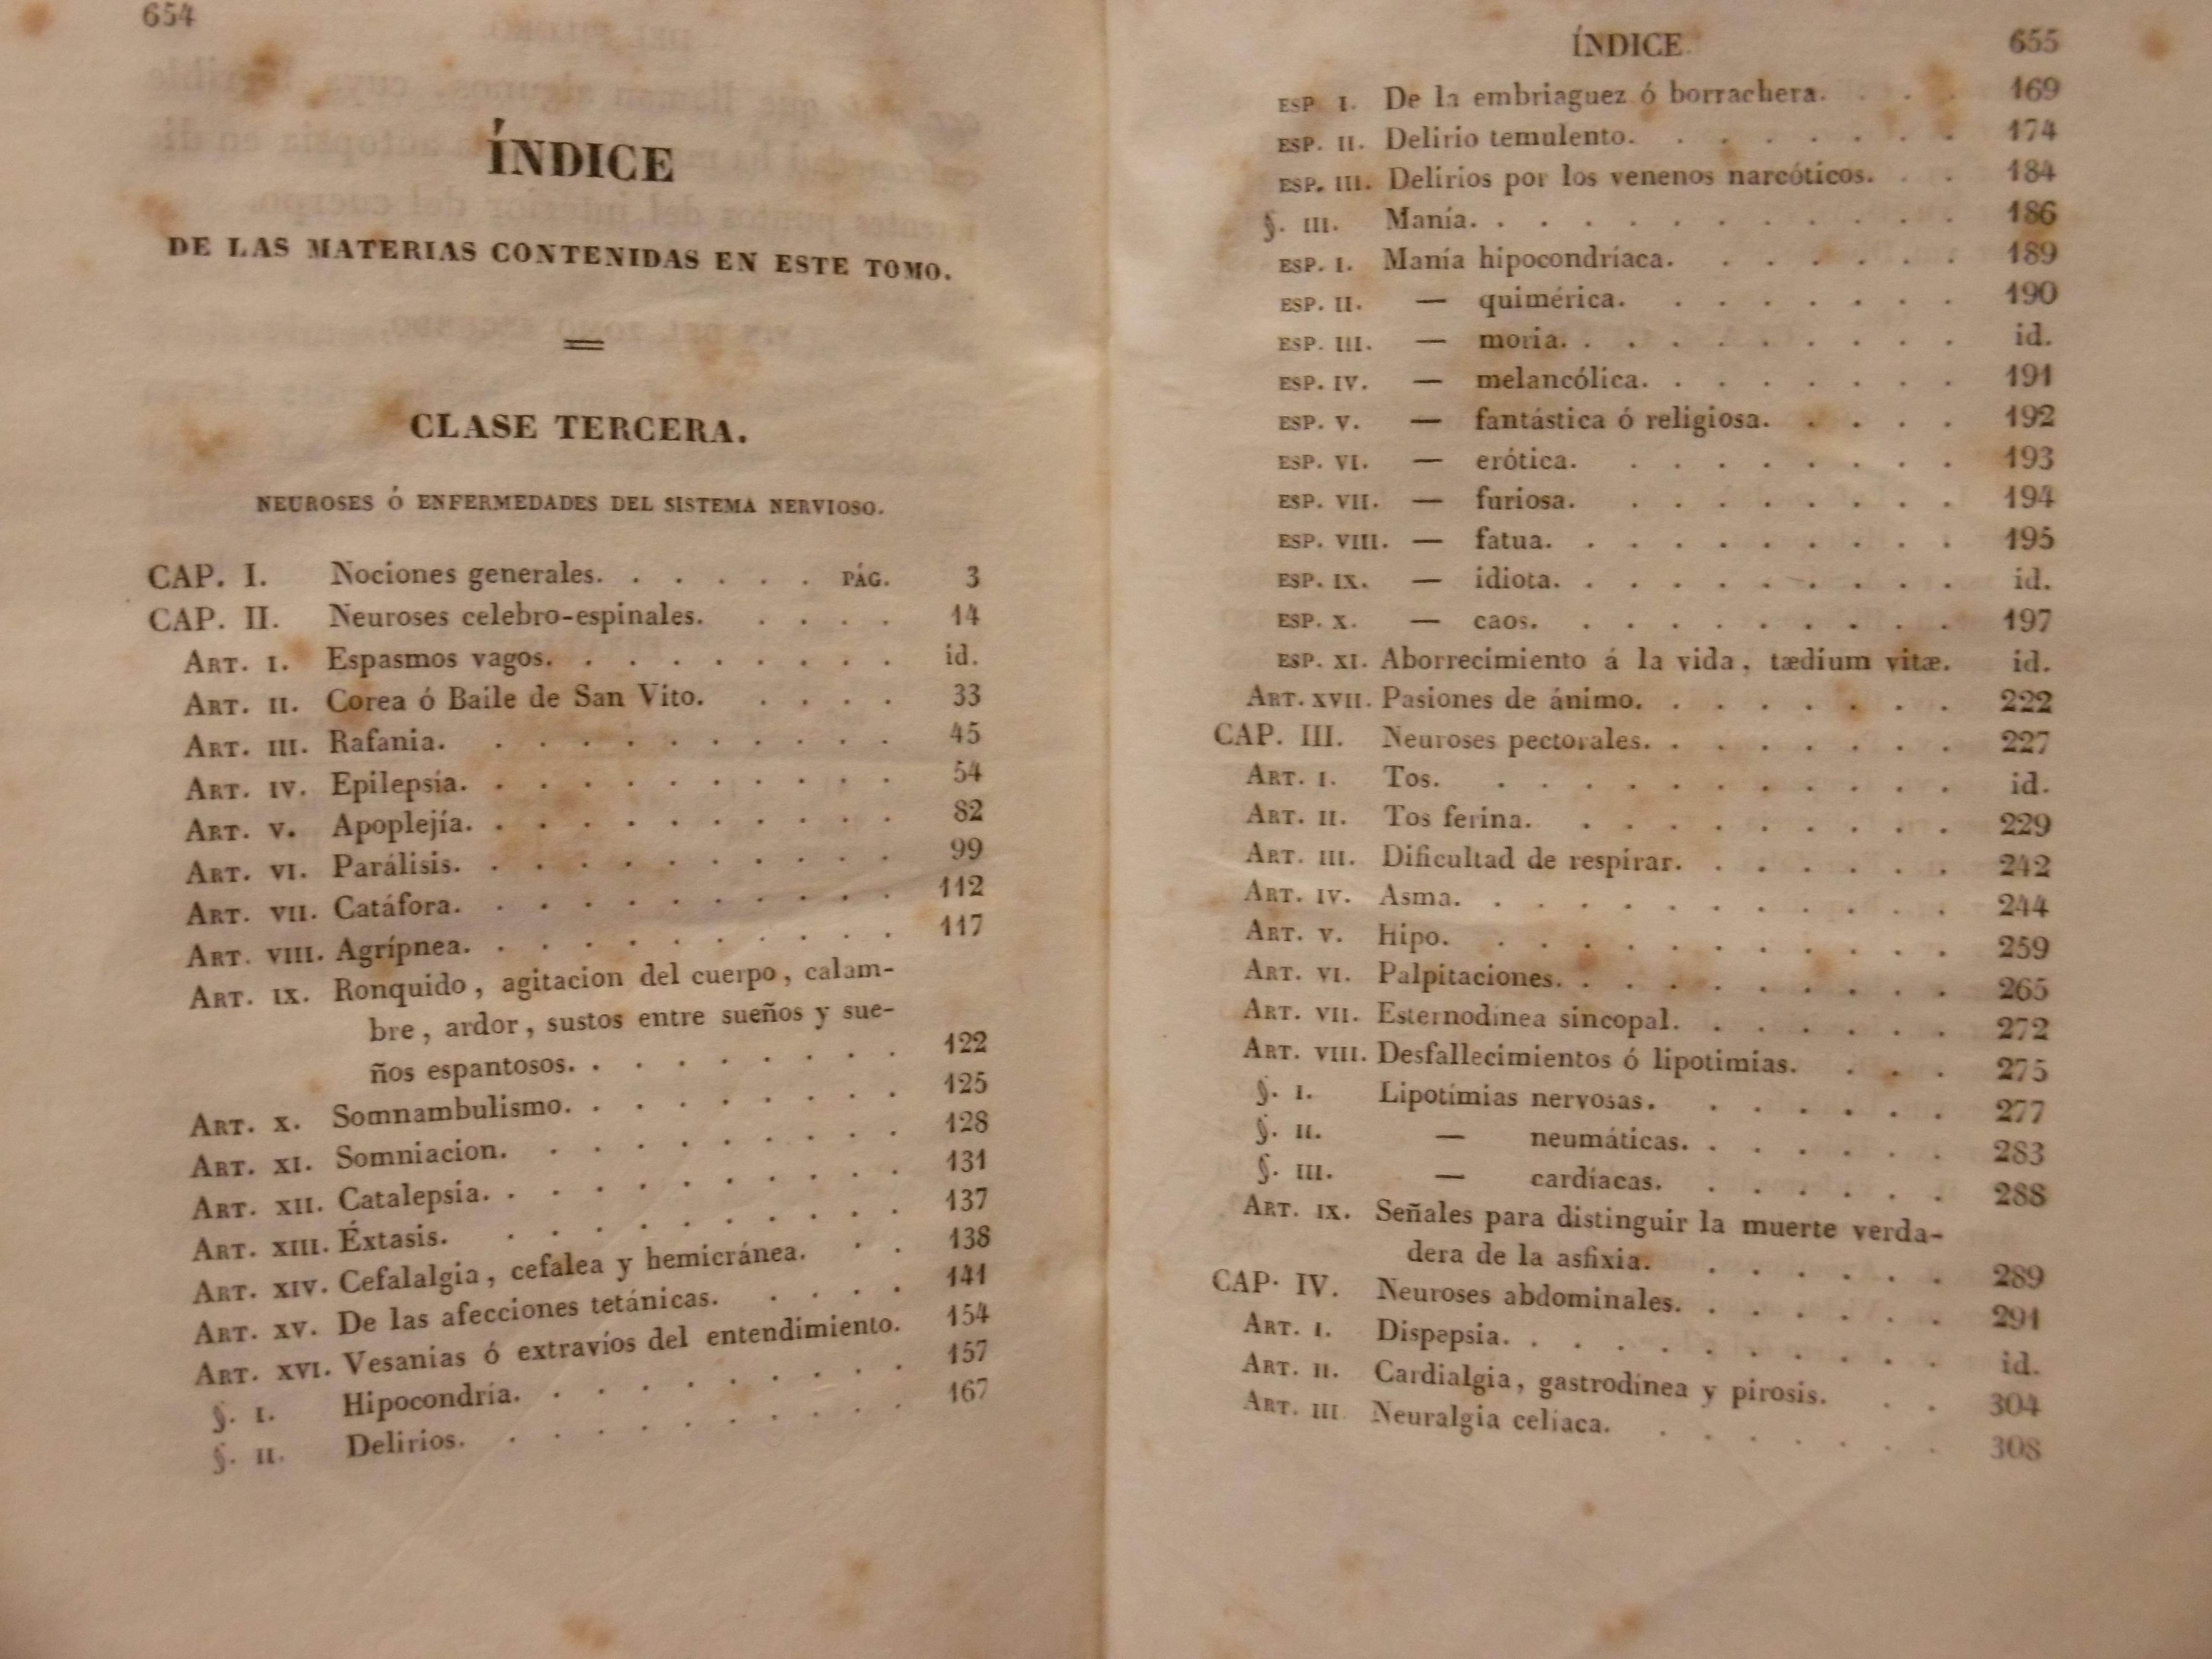 654
ÍNDICE
DE LAS MATERIAS CONTENIDAS EN ESTE TOMO.
CLASE TERCERA.
NEUROSES Ó ENFERMEDADES DEL SISTEMA NERVIOSO.
CAP. I. Nociones generales. . . . . . PÁG. 3
CAP. II. Neuroses celebro-espinales. . . . . 14
ART. I. Espasmos vagos. . . . . . . . . id.
ART. II. Corea ó Baile de San Vito. . . . . 33
ART. III. Rafania. . . . . . . . . . . 45
ART. IV. Epilepsía. . . . . . . . . . . 54
ART. V. Apoplejía. . . . . . . . . . . 82
ART. VI. Parálisis. . . . . . . . . . . 99
ART. VII. Catáfora. . . . . . . . . . . 112
ART. VIII. Agrípnea. . . . . . . . . . . 117
ART. IX. Ronquido, agitacion del cuerpo, calam-
bre, ardor, sustos entre sueños y sue-
ños espantosos. . . . . . . . . 122
ART. X. Somnambulismo. . . . . . . . . 125
ART. XI. Somniacion. . . . . . . . . . 128
ART. XII. Catalepsia. . . . . . . . . . . 131
ART. XIII. Éxtasis. . . . . . . . . . . 137
ART. XIV. Cefalalgia, cefalea y hemicránea. . . 138
ART. XV. De las afecciones tetánicas. . . . . 141
ART. XVI. Vesanias ó extravíos del entendimiento. 154
§. I. Hipocondría. . . . . . . . . . 157
§. II. Delirios. . . . . . . . . . . 167
ÍNDICE 655
ESP. I. De la embriaguez ó borrachera. . . . 169
ESP. II. Delirio temulento. . . . . . . . 174
ESP. III. Delirios por los venenos narcóticos. . . 184
§. III. Manía. . . . . . . . . . . . 186
ESP. I. Manía hipocondríaca. . . . . . . 189
ESP. II. — quimérica. . . . . . . . 190
ESP. III. — moria. . . . . . . . . . id.
ESP. IV. — melancólica. . . . . . . . 191
ESP. V. — fantástica ó religiosa. . . . . 192
ESP. VI. — erótica. . . . . . . . . 193
ESP. VII. — furiosa. . . . . . . . . 194
ESP. VIII. — fatua. . . . . . . . . . 195
ESP. IX. — idiota. . . . . . . . . . id.
ESP. X. — caos. . . . . . . . . . 197
ESP. XI. Aborrecimiento á la vida, tædium vitæ. id.
ART. XVII. Pasiones de ánimo. . . . . . . . 222
CAP. III. Neuroses pectorales. . . . . . . . 227
ART. I. Tos. . . . . . . . . . . . id.
ART. II. Tos ferina. . . . . . . . . . 229
ART. III. Dificultad de respirar. . . . . . . 242
ART. IV. Asma. . . . . . . . . . . . 244
ART. V. Hipo. . . . . . . . . . . . 259
ART. VI. Palpitaciones. . . . . . . . . . 265
ART. VII. Esternodinea sincopal. . . . . . . 272
ART. VIII. Desfallecimientos ó lipotimias. . . . 275
§. I. Lipotimias nervosas. . . . . . . 277
§. II. — neumáticas. . . . . . . 283
§. III. — cardíacas. . . . . . . 288
ART. IX. Señales para distinguir la muerte verda-
dera de la asfixia. . . . . . . 289
CAP. IV. Neuroses abdominales. . . . . . . 291
ART. I. Dispepsia. . . . . . . . . . . id.
ART. II. Cardialgia, gastrodinea y pirosis. . . 304
ART. III. Neuralgia celiaca. . . . . . . . 308